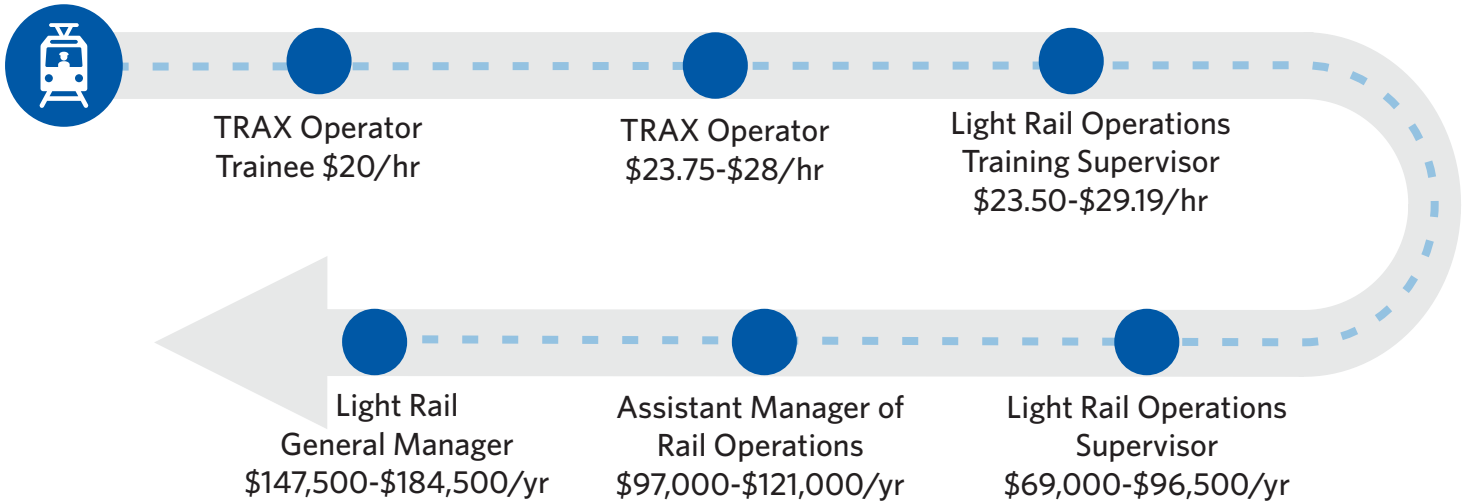 TRAX Operator
Trainee $20/hr
TRAX Operator
$23.75-$28/hr
Light Rail Operations
Training Supervisor
$23.50-$29.19/hr
Light Rail Operations
Supervisor
$69,000-$96,500/yr
Assistant Manager of
Rail Operations
$97,000-$121,000/yr
Light Rail
General Manager
$147,500-$184,500/yr